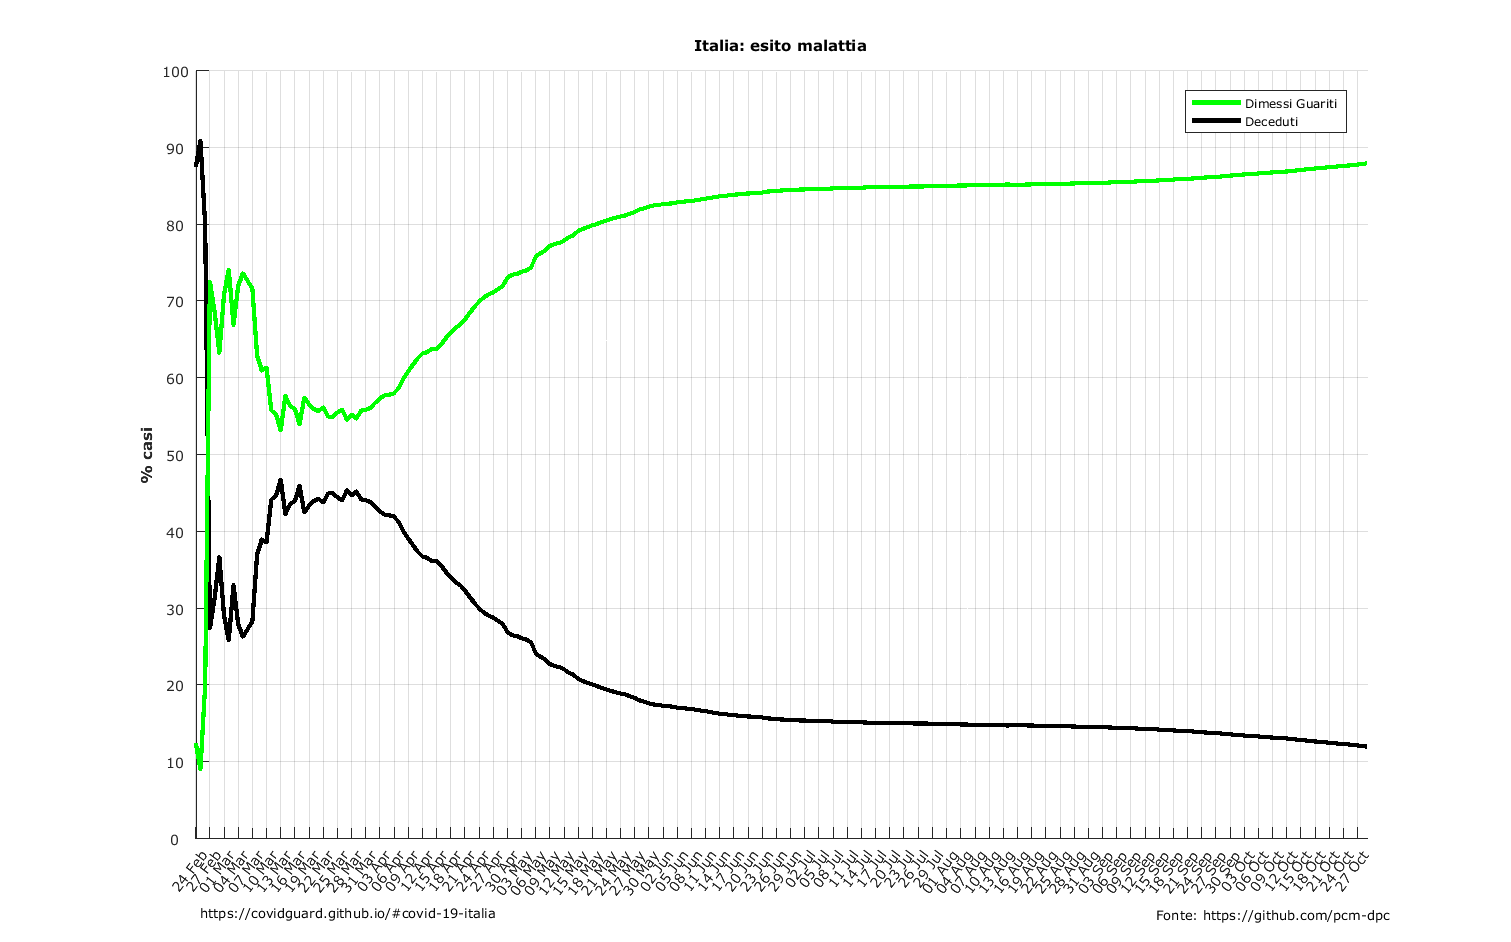 Italia: esito malattia
Dimessi Guariti
Deceduti
% casi
100
90
80
70
60
50
40
30
20
10
0
24 Feb
27 Feb
01 Mar
04 Mar
07 Mar
10 Mar
13 Mar
16 Mar
19 Mar
22 Mar
25 Mar
28 Mar
31 Mar
03 Apr
06 Apr
09 Apr
12 Apr
15 Apr
18 Apr
21 Apr
24 Apr
27 Apr
30 Apr
03 May
06 May
09 May
12 May
15 May
18 May
21 May
24 May
27 May
30 May
02 Jun
05 Jun
08 Jun
11 Jun
14 Jun
17 Jun
20 Jun
23 Jun
26 Jun
29 Jun
02 Jul
05 Jul
08 Jul
11 Jul
14 Jul
17 Jul
20 Jul
23 Jul
26 Jul
29 Jul
01 Aug
04 Aug
07 Aug
10 Aug
13 Aug
16 Aug
19 Aug
22 Aug
25 Aug
28 Aug
31 Aug
03 Sep
06 Sep
09 Sep
12 Sep
15 Sep
18 Sep
21 Sep
24 Sep
27 Sep
30 Sep
03 Oct
06 Oct
09 Oct
12 Oct
15 Oct
18 Oct
21 Oct
24 Oct
27 Oct
https://covidguard.github.io/#covid-19-italia
Fonte: https://github.com/pcm-dpc